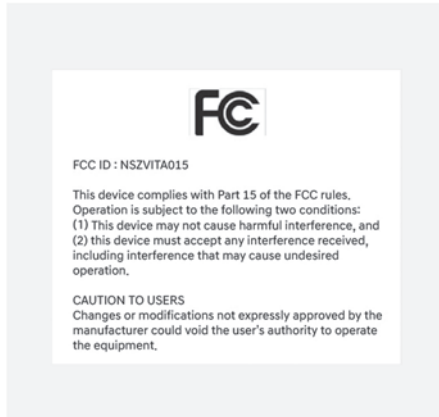 FC
FCC ID : NSZVITA015
This device complies with Part 15 of the FCC rules.
Operation is subject to the following two conditions:
(1) This device may not cause harmful interference, and
(2) this device must accept any interference received,
including interference that may cause undesired
operation.
CAUTION TO USERS
Changes or modifications not expressly approved by the
manufacturer could void the user's authority to operate
the equipment.